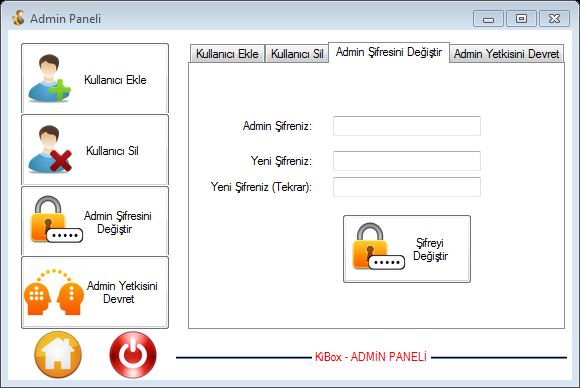 Admin Paneli
Kullanıcı Ekle
Kullanıcı Sil
Admin Şifresini
Değiştir
Admin Yetkisini
Devret
Kullanıcı Ekle Kullanıcı Sil Admin Şifresini Değiştir Admin Yetkisini Devret
Admin Şifreniz:
Yeni Şifreniz:
Yeni Şifreniz (Tekrar):
Şifreyi
Değiştir
KiBox - ADMİN PANELİ